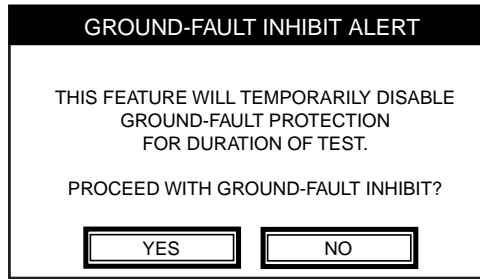 GROUND-FAULT INHIBIT ALERT
THIS FEATURE WILL TEMPORARILY DISABLE
GROUND-FAULT PROTECTION
FOR DURATION OF TEST.
PROCEED WITH GROUND-FAULT INHIBIT?
YES NO